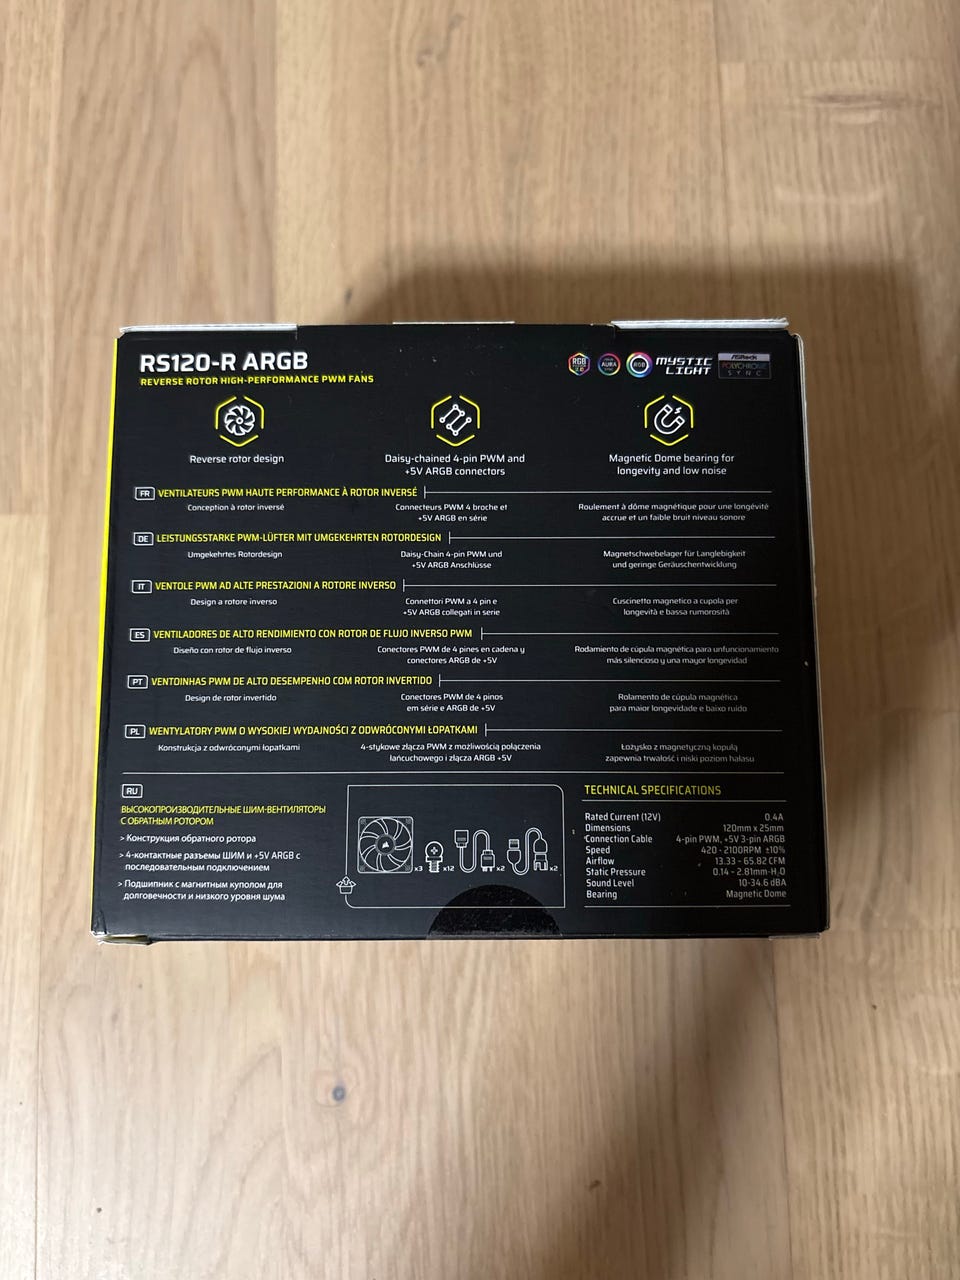 RS120-R ARGB
REVERSE ROTOR HIGH-PERFORMANCE PWM FANS
RGB
AURA
RGB
MYSTIC
LIGHT
ASRock
POLYCHROME
SYNC
Reverse rotor design
Daisy-chained 4-pin PWM and
+5V ARGB connectors
Magnetic Dome bearing for
longevity and low noise
FR VENTILATEURS PWM HAUTE PERFORMANCE À ROTOR INVERSÉ
Conception à rotor inversé
Connecteurs PWM 4 broche et
+5V ARGB en série
Roulement à dôme magnétique pour une longévité
accrue et un faible bruit niveau sonore
DE LEISTUNGSSTARKE PWM-LÜFTER MIT UMGEKEHRTEN ROTORDESIGN
Umgekehrtes Rotordesign
Daisy-Chain 4-pin PWM und
+5V ARGB Anschlüsse
Magnetschwebelager für Langlebigkeit
und geringe Geräuschentwicklung
IT VENTOLE PWM AD ALTE PRESTAZIONI A ROTORE INVERSO
Design a rotore inverso
Connettori PWM a 4 pin e
+5V ARGB collegati in serie
Cuscinetto magnetico a cupola per
longevità e bassa rumorosità
ES VENTILADORES DE ALTO RENDIMIENTO CON ROTOR DE FLUJO INVERSO PWM
Diseño con rotor de flujo inverso
Conectores PWM de 4 pines en cadena y
conectores ARGB de +5V
Rodamiento de cúpula magnética para unfuncionamiento
más silencioso y una mayor longevidad
PT VENTOINHAS PWM DE ALTO DESEMPENHO COM ROTOR INVERTIDO
Design de rotor invertido
Conectores PWM de 4 pinos
em série e ARGB de +5V
Rolamento de cúpula magnética
para maior longevidade e baixo ruído
PL WENTYLATORY PWM O WYSOKIEJ WYDAJNOŚCI Z ODWRÓCONYMI ŁOPATKAMI
Konstrukcja z odwróconymi łopatkami
4-stykowe złącza PWM z możliwością połączenia
łańcuchowego i złącza ARGB +5V
Łożysko z magnetyczną kopułą
zapewnia trwałość i niski poziom hałasu
RU
ВЫСОКОПРОИЗВОДИТЕЛЬНЫЕ ШИМ-ВЕНТИЛЯТОРЫ
С ОБРАТНЫМ РОТОРОМ
> Конструкция обратного ротора
> 4-контактные разъемы ШИМ и +5V ARGB с
последовательным подключением
> Подшипник с магнитным куполом для
долговечности и низкого уровня шума
x3
x12
x2
x2
TECHNICAL SPECIFICATIONS
Rated Current (12V) 0.4A
Dimensions 120mm x 25mm
Connection Cable 4-pin PWM, +5V 3-pin ARGB
Speed 420 - 2100RPM ±10%
Airflow 13.33 - 65.82 CFM
Static Pressure 0.14 - 2.81mm-H₂O
Sound Level 10-34.6 dBA
Bearing Magnetic Dome